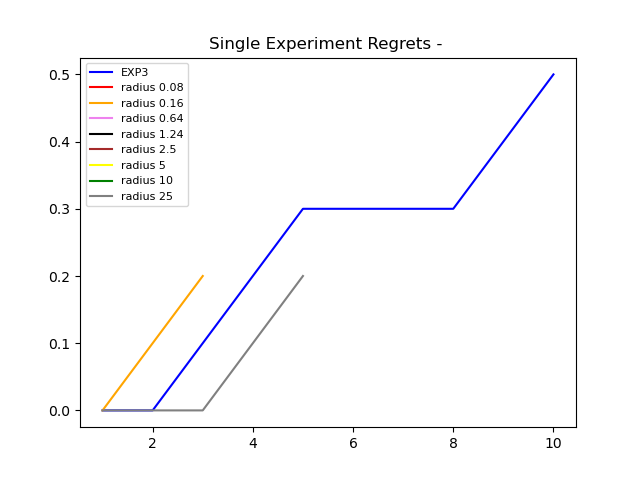 Single Experiment Regrets -
EXP3
radius 0.08
radius 0.16
radius 0.64
radius 1.24
radius 2.5
radius 5
radius 10
radius 25
0.5
0.4
0.3
0.2
0.1
0.0
2 4 6 8 10